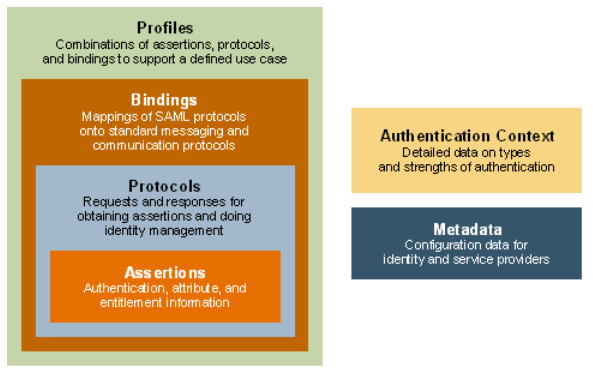 Profiles
Combinations of assertions, protocols,
and bindings to support a defined use case
Bindings
Mappings of SAML protocols
onto standard messaging and
communication protocols
Protocols
Requests and responses for
obtaining assertions and doing
identity management
Assertions
Authentication, attribute, and
entitlement information
Authentication Context
Detailed data on types
and strengths of authentication
Metadata
Configuration data for
identity and service providers